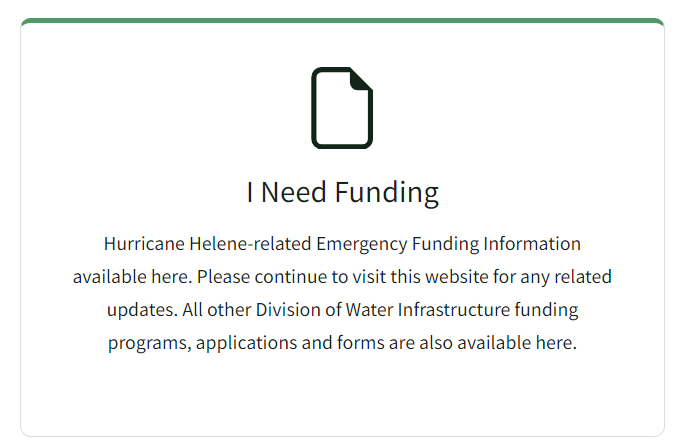 I Need Funding
Hurricane Helene-related Emergency Funding Information
available here. Please continue to visit this website for any related
updates. All other Division of Water Infrastructure funding
programs, applications and forms are also available here.